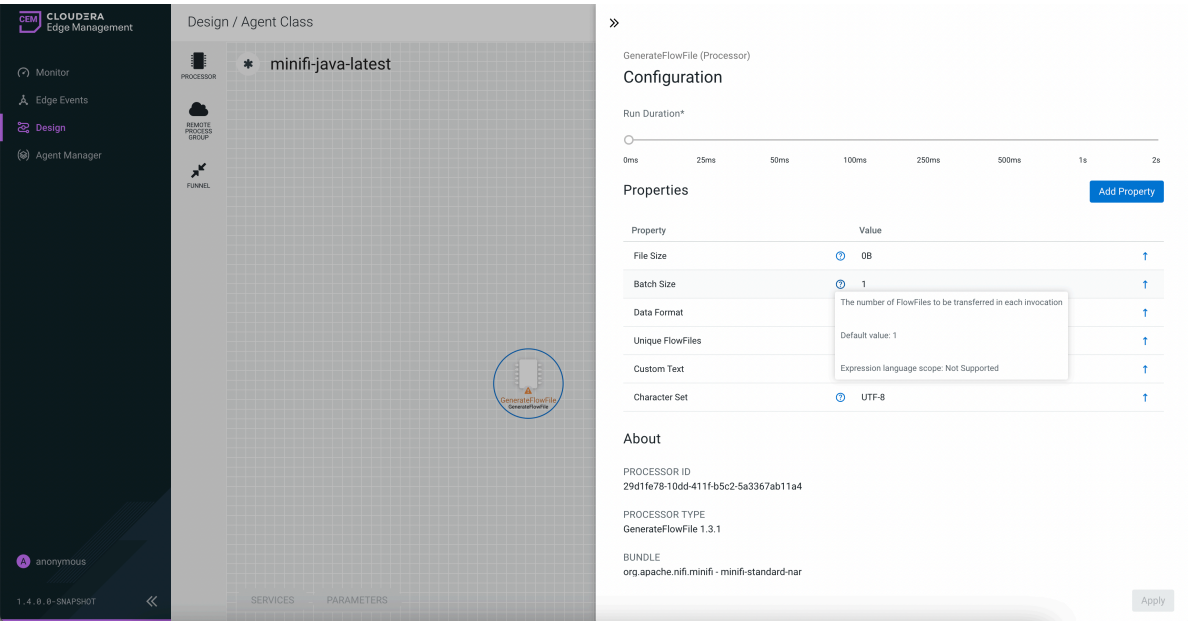 CEM
CLOUDERA
Edge Management
Monitor
Edge Events
Design
Agent Manager
A anonymous
1.4.0.0-SNAPSHOT
Design / Agent Class
PROCESSOR
REMOTE
PROCESS
GROUP
FUNNEL
* minifi-java-latest
GenerateFlowFile
GenerateFlowFile
SERVICES PARAMETERS
GenerateFlowFile (Processor)
Configuration
Run Duration*
0ms 25ms 50ms 100ms 250ms 500ms 1s 2s
Properties
Add Property
Property Value
File Size ? 0B
Batch Size ? 1
The number of FlowFiles to be transferred in each invocation
Default value: 1
Expression language scope: Not Supported
Data Format
Unique FlowFiles
Custom Text
Character Set ? UTF-8
About
PROCESSOR ID
29d1fe78-10dd-411f-b5c2-5a3367ab11a4
PROCESSOR TYPE
GenerateFlowFile 1.3.1
BUNDLE
org.apache.nifi.minifi - minifi-standard-nar
Apply